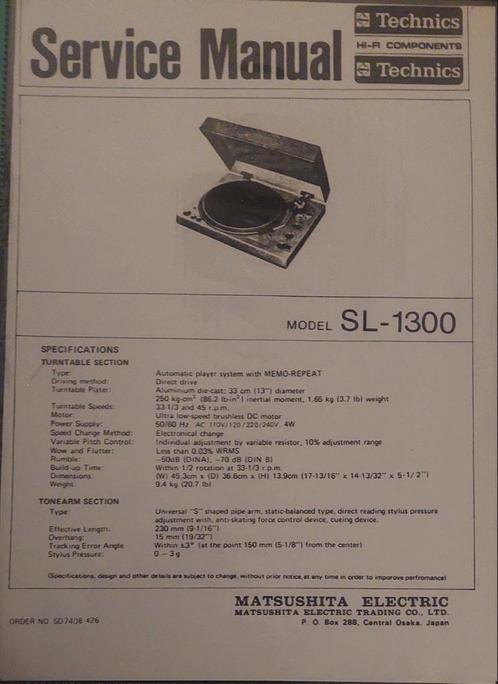 Technics
Service Manual
HI-FI COMPONENTS
Technics
MODEL SL-1300
SPECIFICATIONS
TURNTABLE SECTION
Type: Automatic player system with MEMO-REPEAT
Driving method: Direct drive
Turntable Plater: Aluminium die-cast; 33 cm (13") diameter
250 kg·cm² (86.2 lb·in²) inertial moment, 1.65 kg (3.7 lb) weight
Turntable Speeds: 33-1/3 and 45 r.p.m.
Motor: Ultra low-speed brushless DC motor
Power Supply: 50/60 Hz AC 110V/120/220/240V, 4W
Speed Change Method: Electronical change
Variable Pitch Control: Individual adjustment by variable resistor, 10% adjustment range
Wow and Flutter: Less than 0.03% WRMS
Rumble: -50dB (DINA), -70 dB (DIN B)
Build-up Time: Within 1/2 rotation at 33-1/3 r.p.m.
Dimensions: (W) 45.3cm x (D) 36.6cm x (H) 13.9cm (17-13/16" x 14-13/32" x 5-1/2")
Weight: 9.4 kg (20.7 lb)
TONEARM SECTION
Type: Universal "S" shaped pipe arm, static-balanced type, direct reading stylus pressure
adjustment with, anti-skating force control device, cueing device.
Effective Length: 230 mm (9-1/16")
Overhang: 15 mm (19/32")
Tracking Error Angle Within ±3° (at the point 150 mm (5-1/8") from the center)
Stylus Pressure: 0 – 3 g
(Specifications, design and other details are subject to change, without prior notice, at any time in order to imporove perfromance)
MATSUSHITA ELECTRIC
MATSUSHITA ELECTRIC TRADING CO., LTD.
P. O. Box 288, Central Osaka, Japan
ORDER NO. SD7408 426